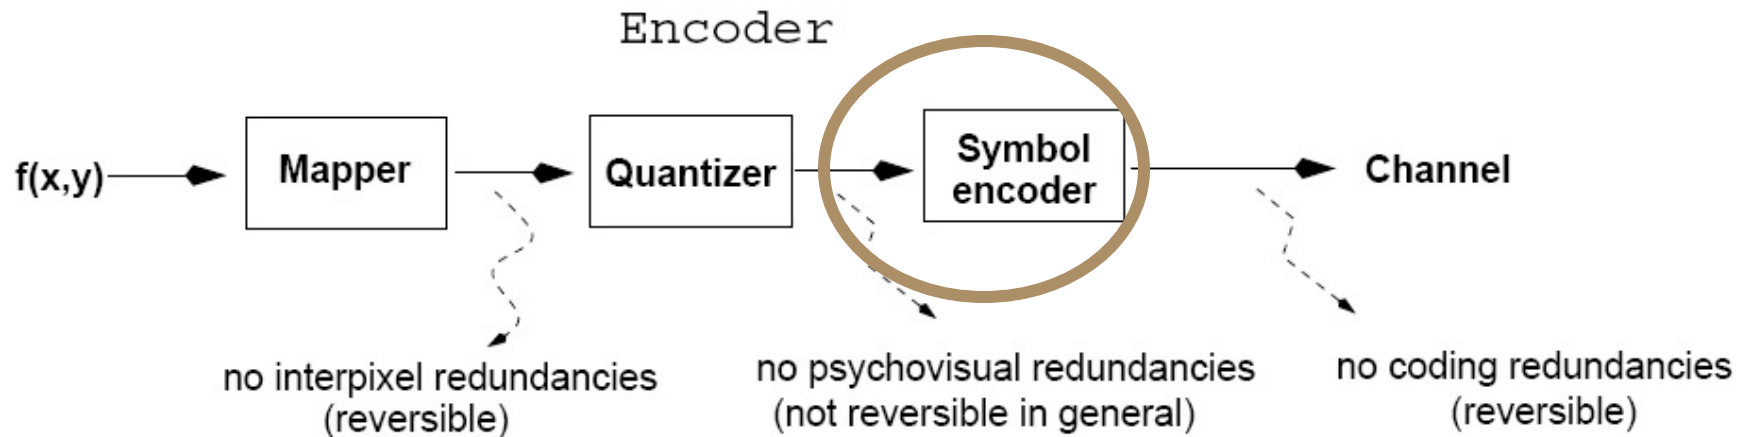 Encoder
f(x,y)
Mapper
Quantizer
Symbol
encoder
Channel
no interpixel redundancies
(reversible)
no psychovisual redundancies
(not reversible in general)
no coding redundancies
(reversible)